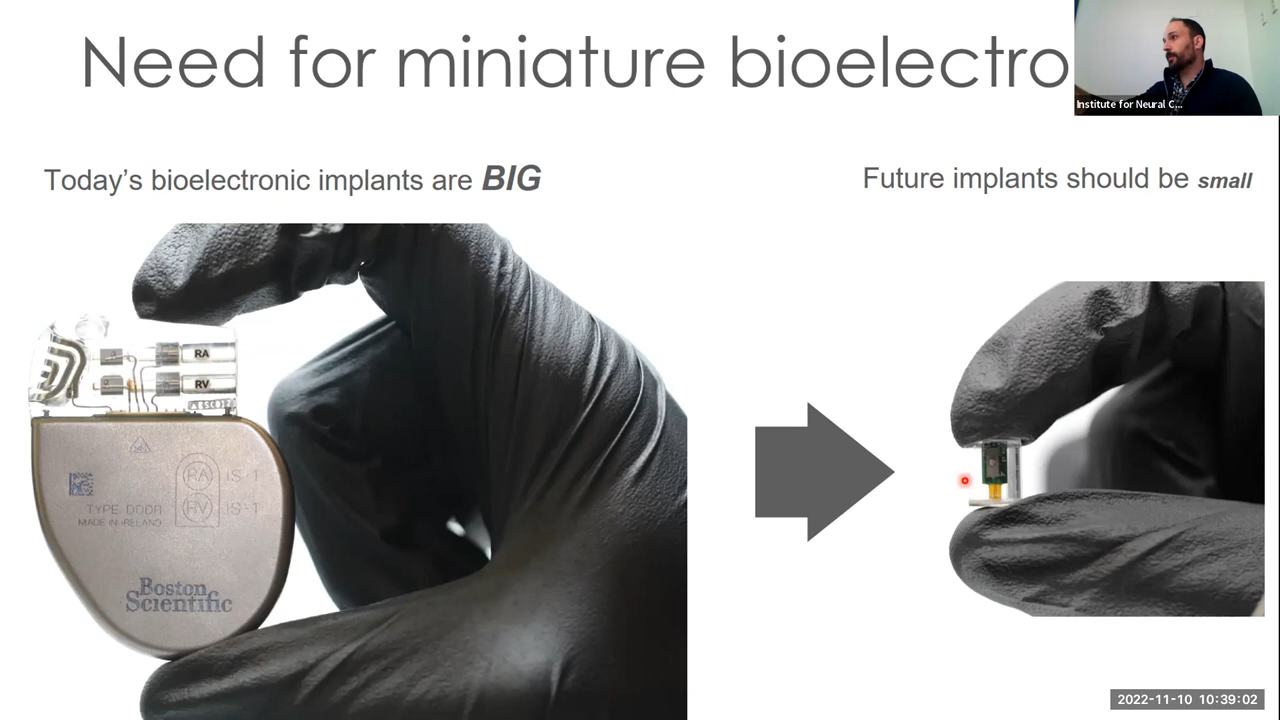 Need for miniature bioelectro
Institute for Neural C...
Today's bioelectronic implants are BIG
Future implants should be small
RA
RV
RA IS-1
RV IS-1
TYPE DDDR
MADE IN IRELAND
Boston
Scientific
2022-11-10 10:39:02